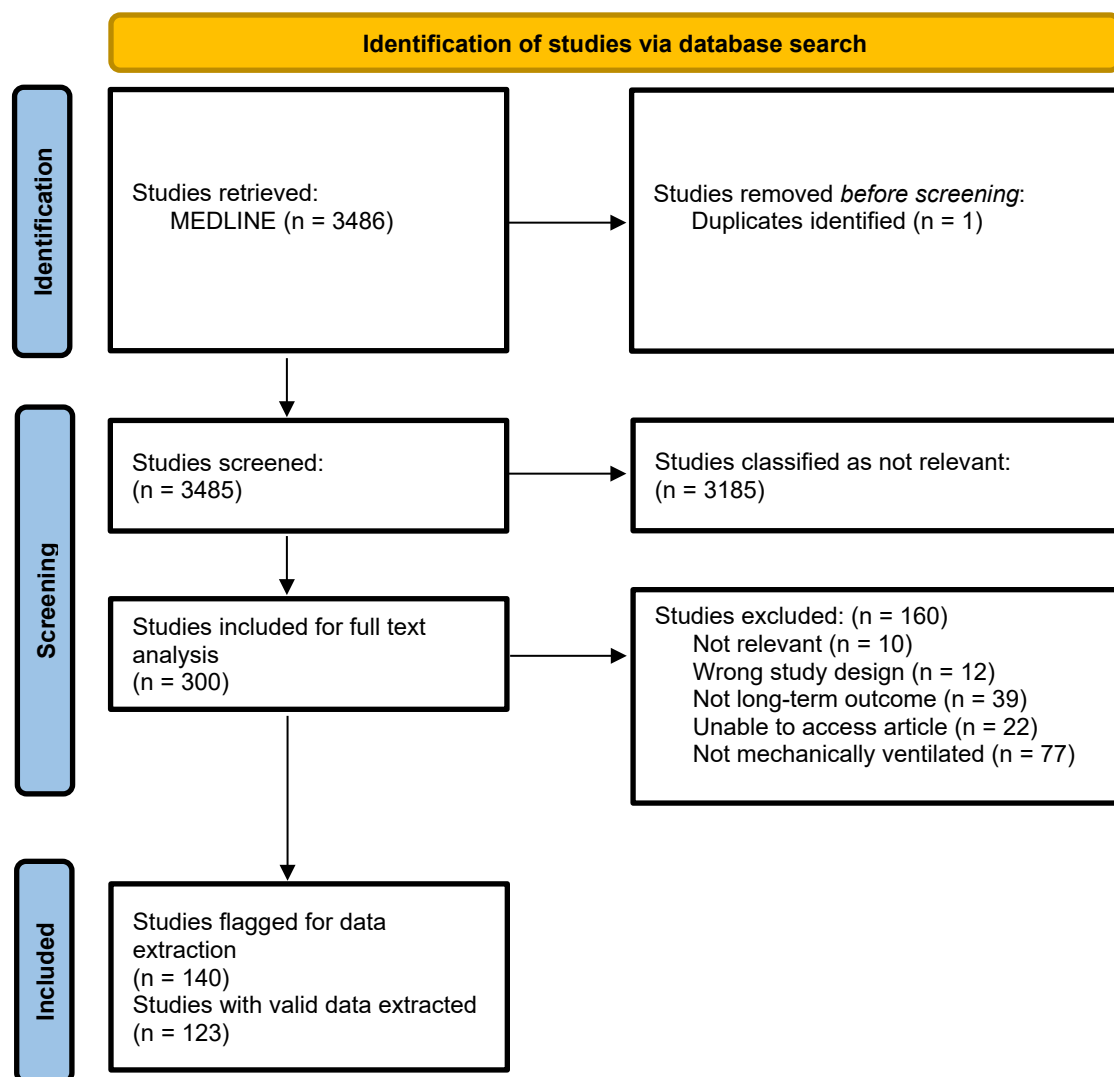 Identification of studies via database search
Identification
Studies retrieved:
MEDLINE (n = 3486)
Studies removed before screening:
Duplicates identified (n = 1)
Screening
Studies screened:
(n = 3485)
Studies classified as not relevant:
(n = 3185)
Studies included for full text
analysis
(n = 300)
Studies excluded: (n = 160)
Not relevant (n = 10)
Wrong study design (n = 12)
Not long-term outcome (n = 39)
Unable to access article (n = 22)
Not mechanically ventilated (n = 77)
Included
Studies flagged for data
extraction
(n = 140)
Studies with valid data extracted
(n = 123)